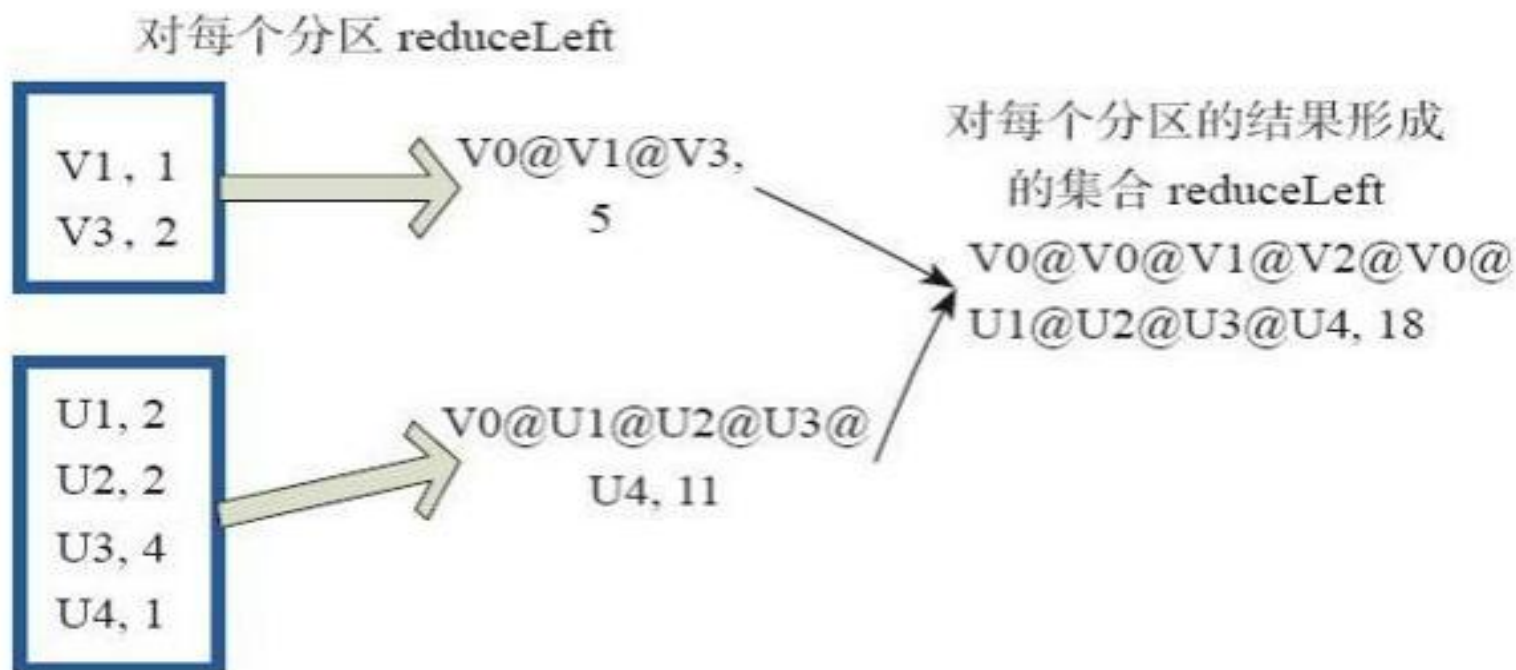 对每个分区 reduceLeft
V1, 1
V3, 2
V0@V1@V3,
5
U1, 2
U2, 2
U3, 4
U4, 1
V0@U1@U2@U3@
U4, 11
对每个分区的结果形成
的集合 reduceLeft
V0@V0@V1@V2@V0@
U1@U2@U3@U4, 18